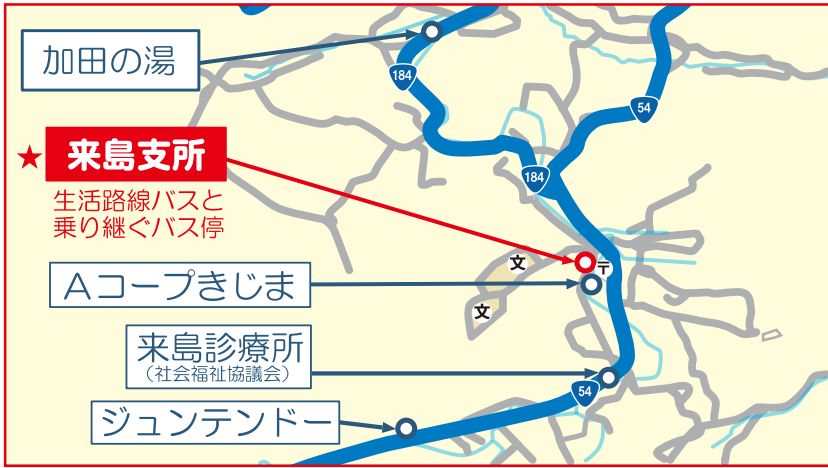 加田の湯
184
54
★ 来島支所
生活路線バスと
乗り継ぐバス停
184
Aコープきじま
文
〒
文
来島診療所
（社会福祉協議会）
54
ジュンテンドー